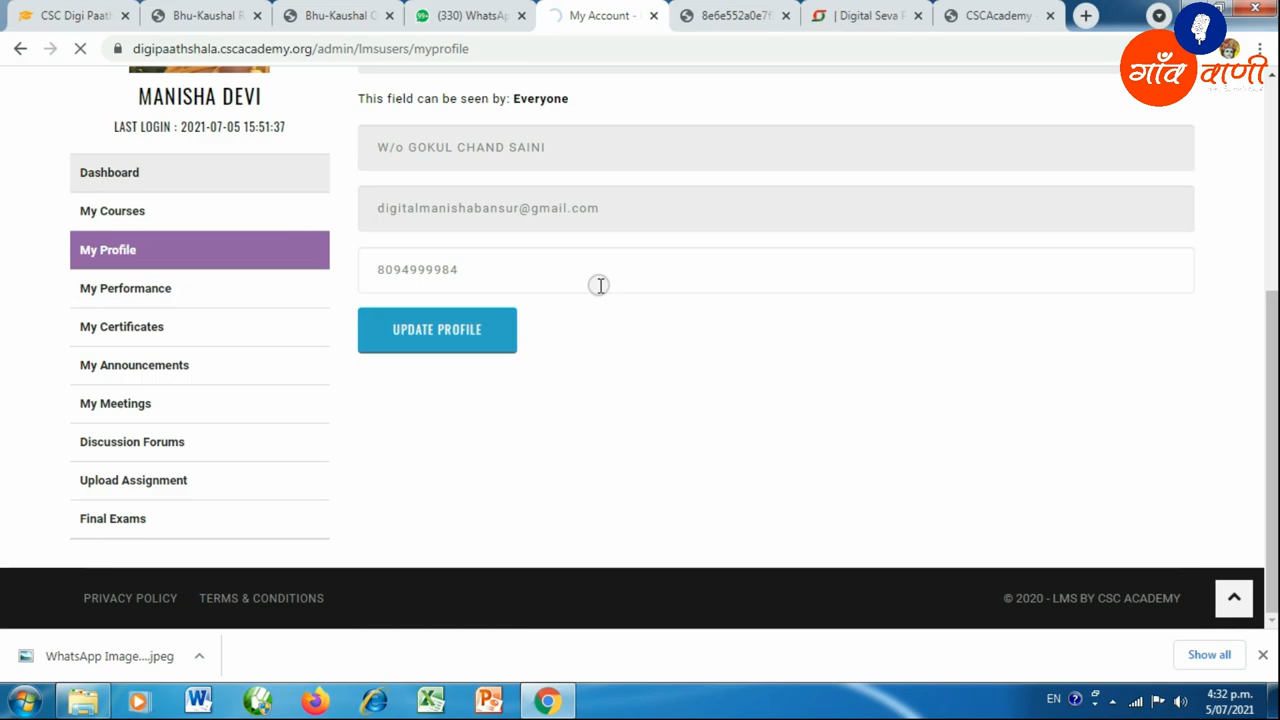 CSC Digi Paat
Bhu-Kaushal R
Bhu-Kaushal C
(330) WhatsA
My Account -
8e6e552a0e7
| Digital Seva P
CSCAcademy
digipaathshala.cscacademy.org/admin/lmsusers/myprofile
गाँव वाणी
MANISHA DEVI
LAST LOGIN : 2021-07-05 15:51:37
Dashboard
My Courses
My Profile
My Performance
My Certificates
My Announcements
My Meetings
Discussion Forums
Upload Assignment
Final Exams
This field can be seen by: Everyone
W/o GOKUL CHAND SAINI
digitalmanishabansur@gmail.com
8094999984
UPDATE PROFILE
PRIVACY POLICY
TERMS & CONDITIONS
© 2020 - LMS BY CSC ACADEMY
WhatsApp Image....jpeg
Show all
EN
4:32 p.m.
5/07/2021